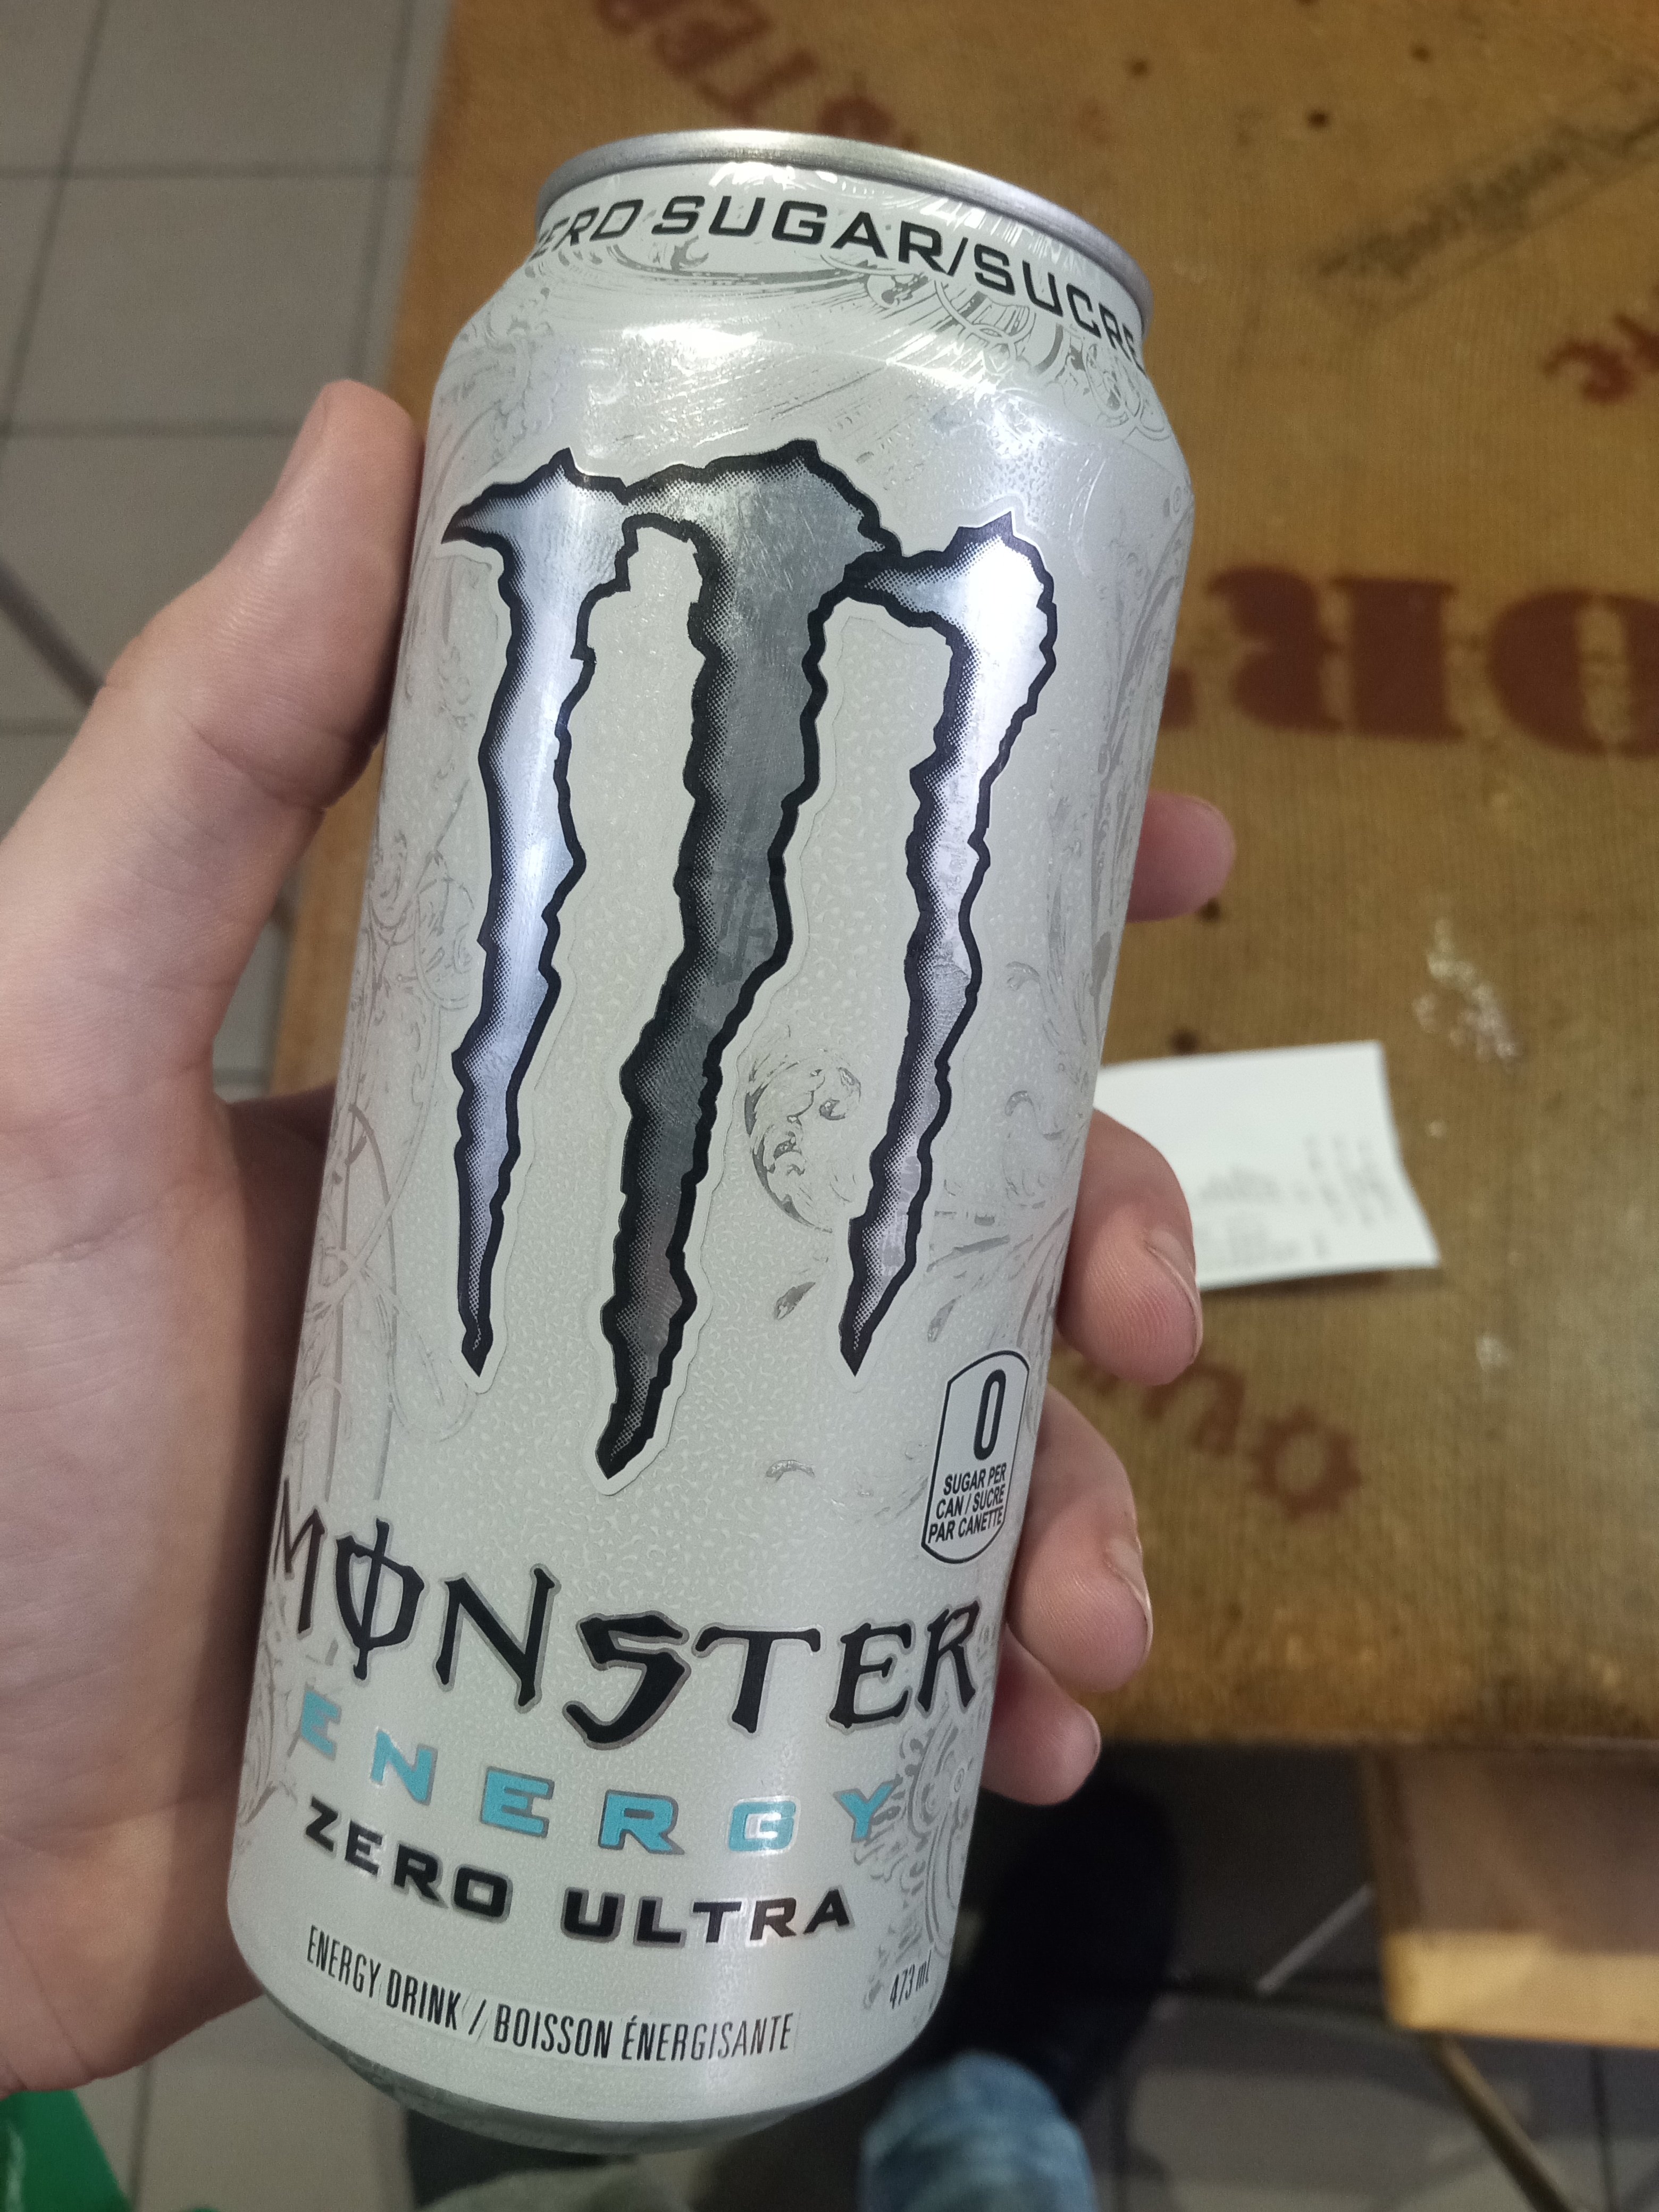 ZERO SUGAR/SUCRE
0
SUGAR PER
CAN / SUCRE
PAR CANETTE
MONSTER
ENERGY
ZERO ULTRA
ENERGY DRINK / BOISSON ÉNERGISANTE
473 mL